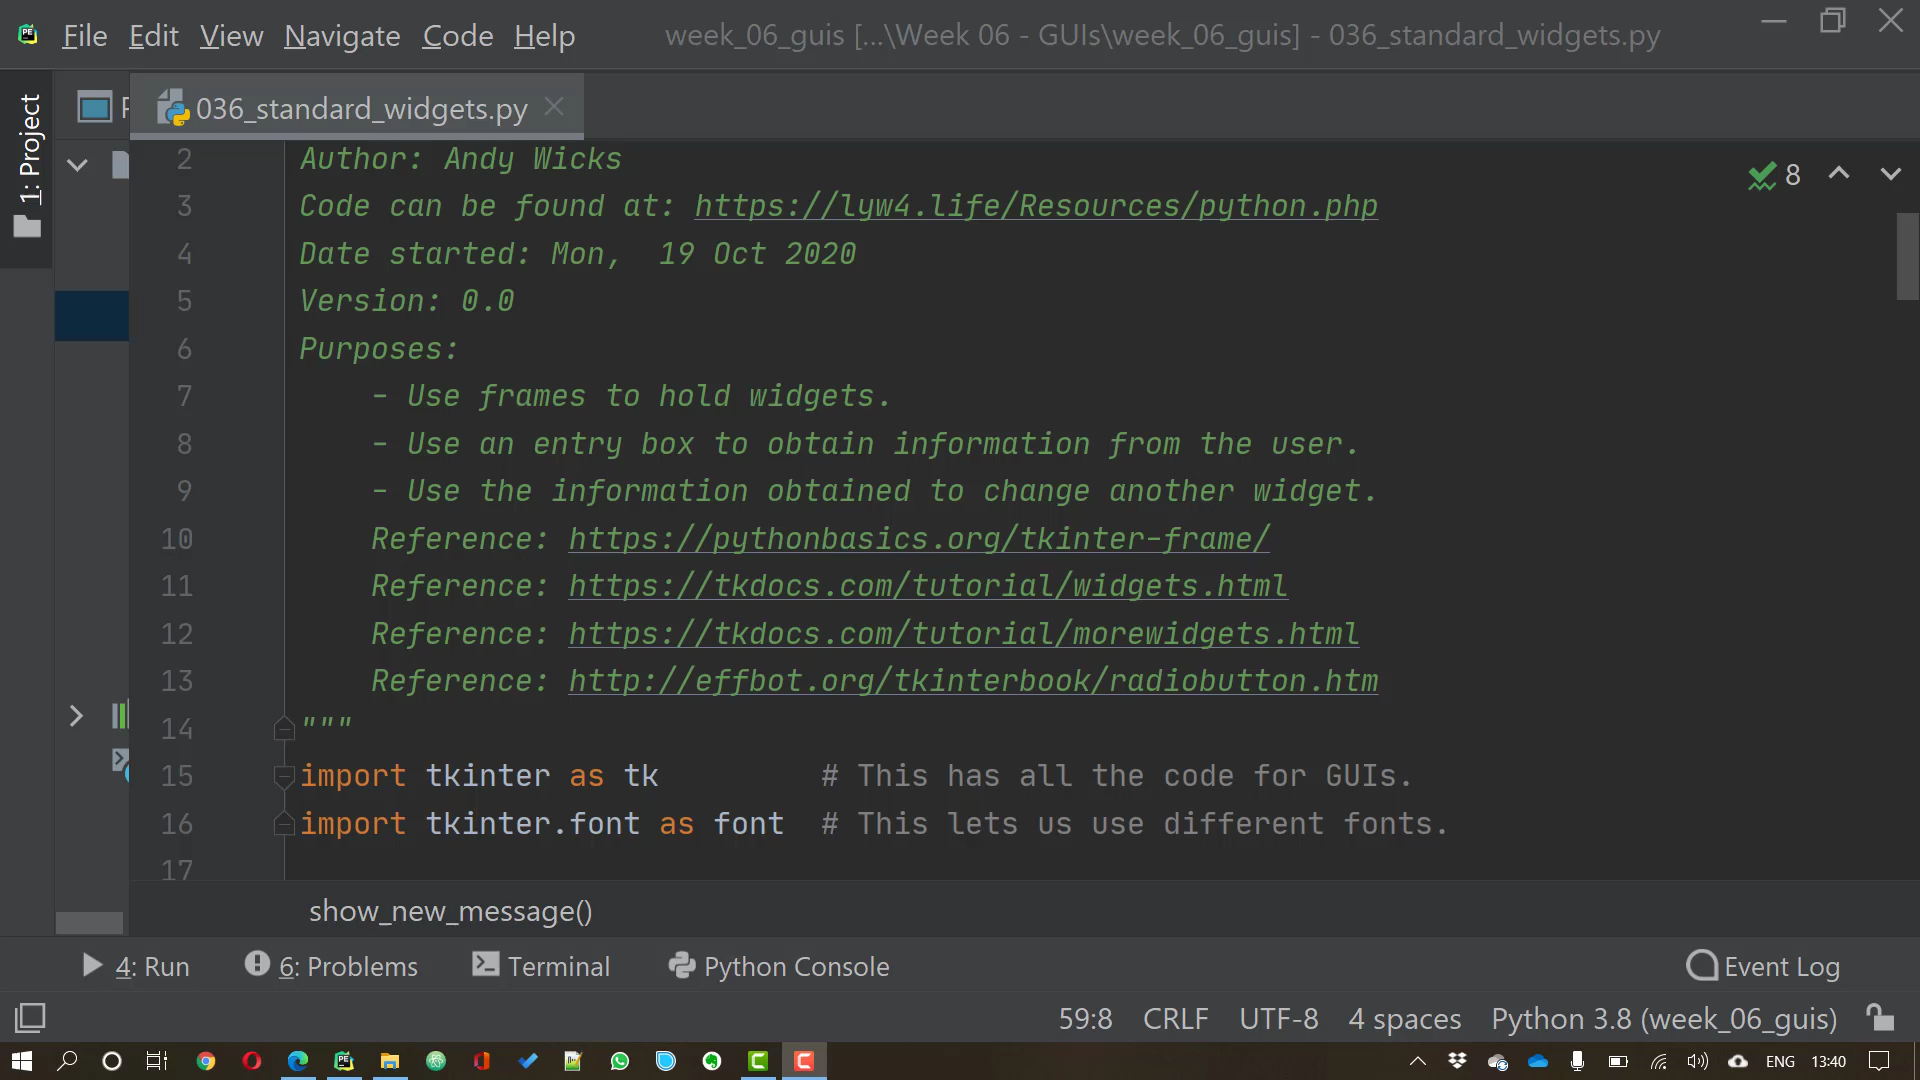 File Edit View Navigate Code Help
week_06_guis [...\Week 06 - GUIs\week_06_guis] - 036_standard_widgets.py
1: Project
P
036_standard_widgets.py
2 Author: Andy Wicks
8
3 Code can be found at: https://lyw4.life/Resources/python.php
4 Date started: Mon,  19 Oct 2020
5 Version: 0.0
6 Purposes:
7 - Use frames to hold widgets.
8 - Use an entry box to obtain information from the user.
9 - Use the information obtained to change another widget.
10 Reference: https://pythonbasics.org/tkinter-frame/
11 Reference: https://tkdocs.com/tutorial/widgets.html
12 Reference: https://tkdocs.com/tutorial/morewidgets.html
13 Reference: http://effbot.org/tkinterbook/radiobutton.htm
14 """
15 import tkinter as tk # This has all the code for GUIs.
16 import tkinter.font as font # This lets us use different fonts.
17
show_new_message()
4: Run 6: Problems Terminal Python Console Event Log
59:8 CRLF UTF-8 4 spaces Python 3.8 (week_06_guis)
ENG 13:40